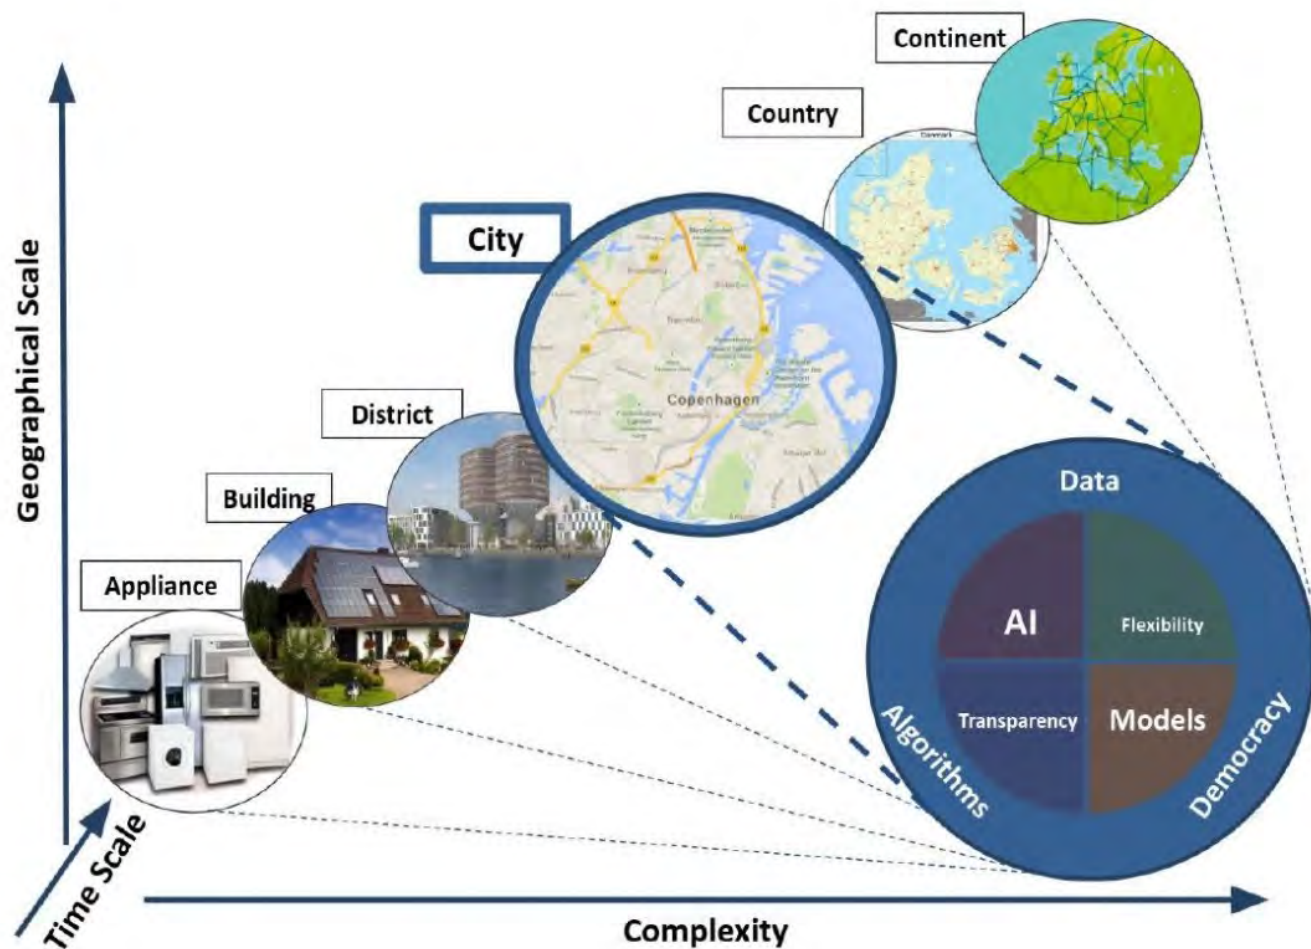 Continent
Country
City
District
Building
Appliance
Geographical Scale
Time Scale
Complexity
Danmark
Copenhagen
Data
AI
Flexibility
Transparency
Models
Algorithms
Democracy